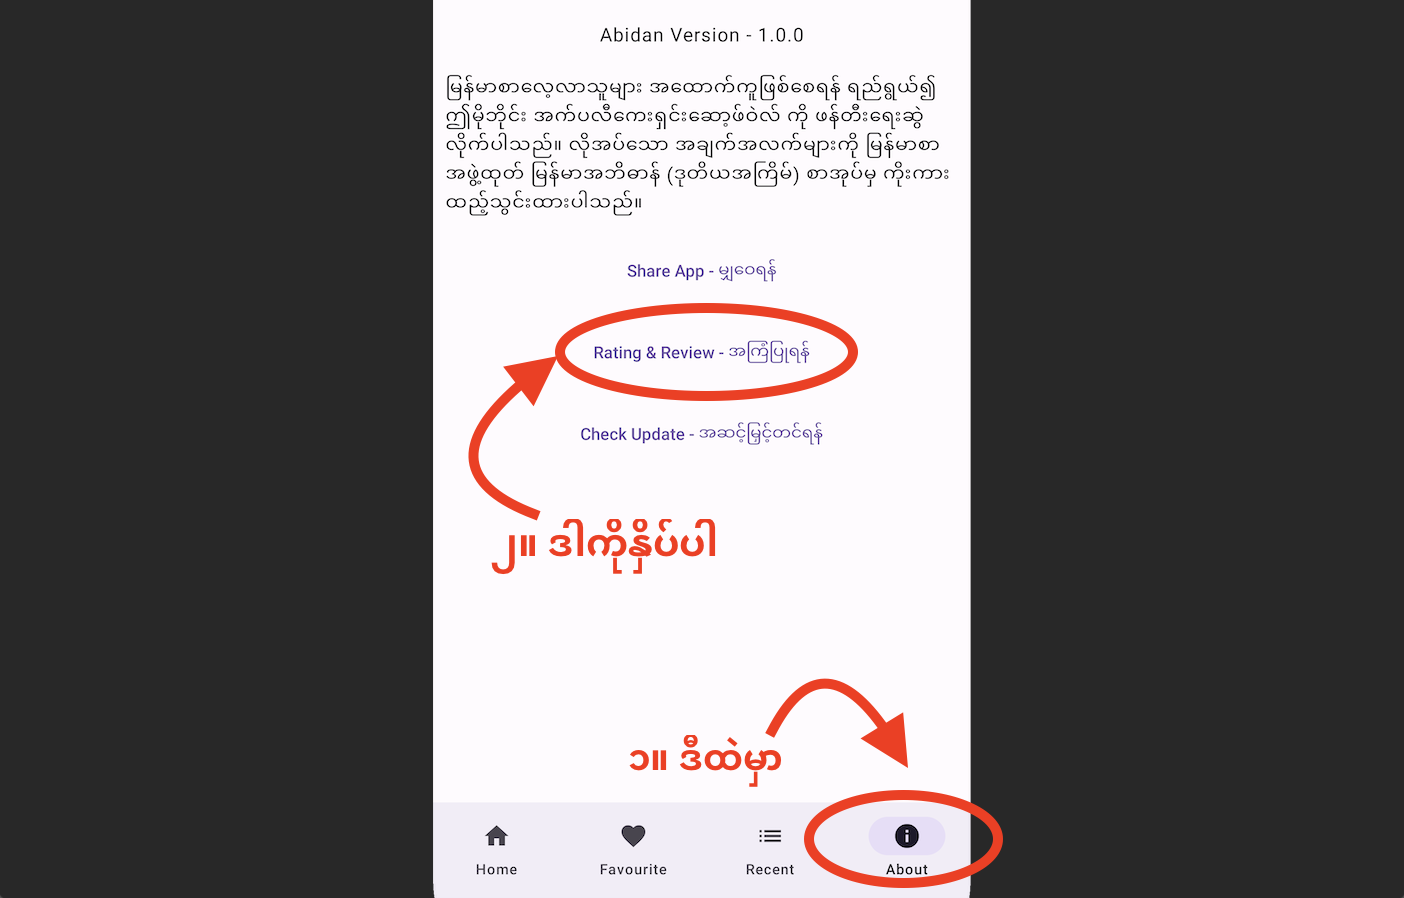 Abidan Version - 1.0.0
မြန်မာစာလေ့လာသူများ အထောက်ကူဖြစ်စေရန် ရည်ရွယ်၍
ဤမိုဘိုင်း အက်ပလီကေးရှင်းဆော့ဖ်ဝဲလ် ကို ဖန်တီးရေးဆွဲ
လိုက်ပါသည်။ လိုအပ်သော အချက်အလက်များကို မြန်မာစာ
အဖွဲ့ထုတ် မြန်မာအဘိဓာန် (ဒုတိယအကြိမ်) စာအုပ်မှ ကိုးကား
ထည့်သွင်းထားပါသည်။
Share App - မျှဝေရန်
Rating & Review - အကြံပြုရန်
Check Update - အဆင့်မြှင့်တင်ရန်
၂။ ဒါကိုနှိပ်ပါ
၁။ ဒီထဲမှာ
Home Favourite Recent About